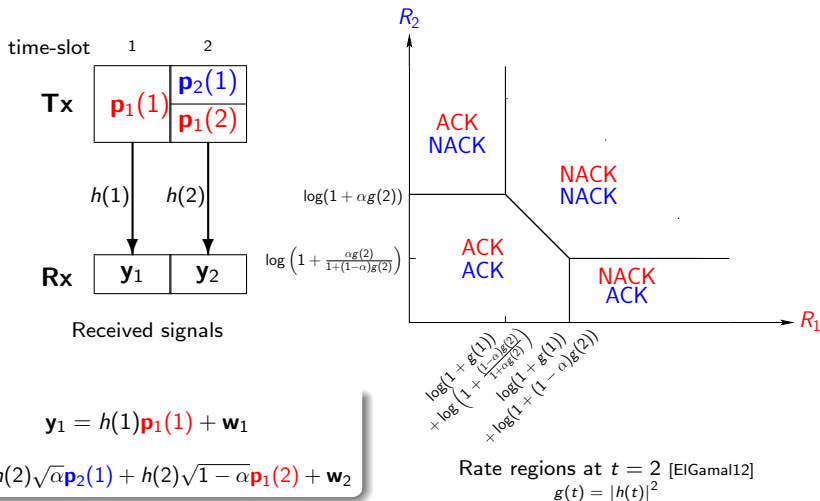 time-slot 1 2
Tx p₁(1) p₂(1)
p₁(2)
h(1) h(2)
Rx y₁ y₂
Received signals
y₁ = h(1)p₁(1) + w₁
h(2)√α p₂(1) + h(2)√(1 − α) p₁(2) + w₂
R₂
ACK
NACK
NACK
NACK
log(1 + αg(2))
ACK
ACK
log(1 + αg(2)/(1+(1−α)g(2)))
NACK
ACK
R₁
log(1 + g(1))
+ log(1 + (1−α)g(2)/(1+αg(2)))
log(1 + g(1))
+ log(1 + (1 − α)g(2))
Rate regions at t = 2 [ElGamal12]
g(t) = |h(t)|²